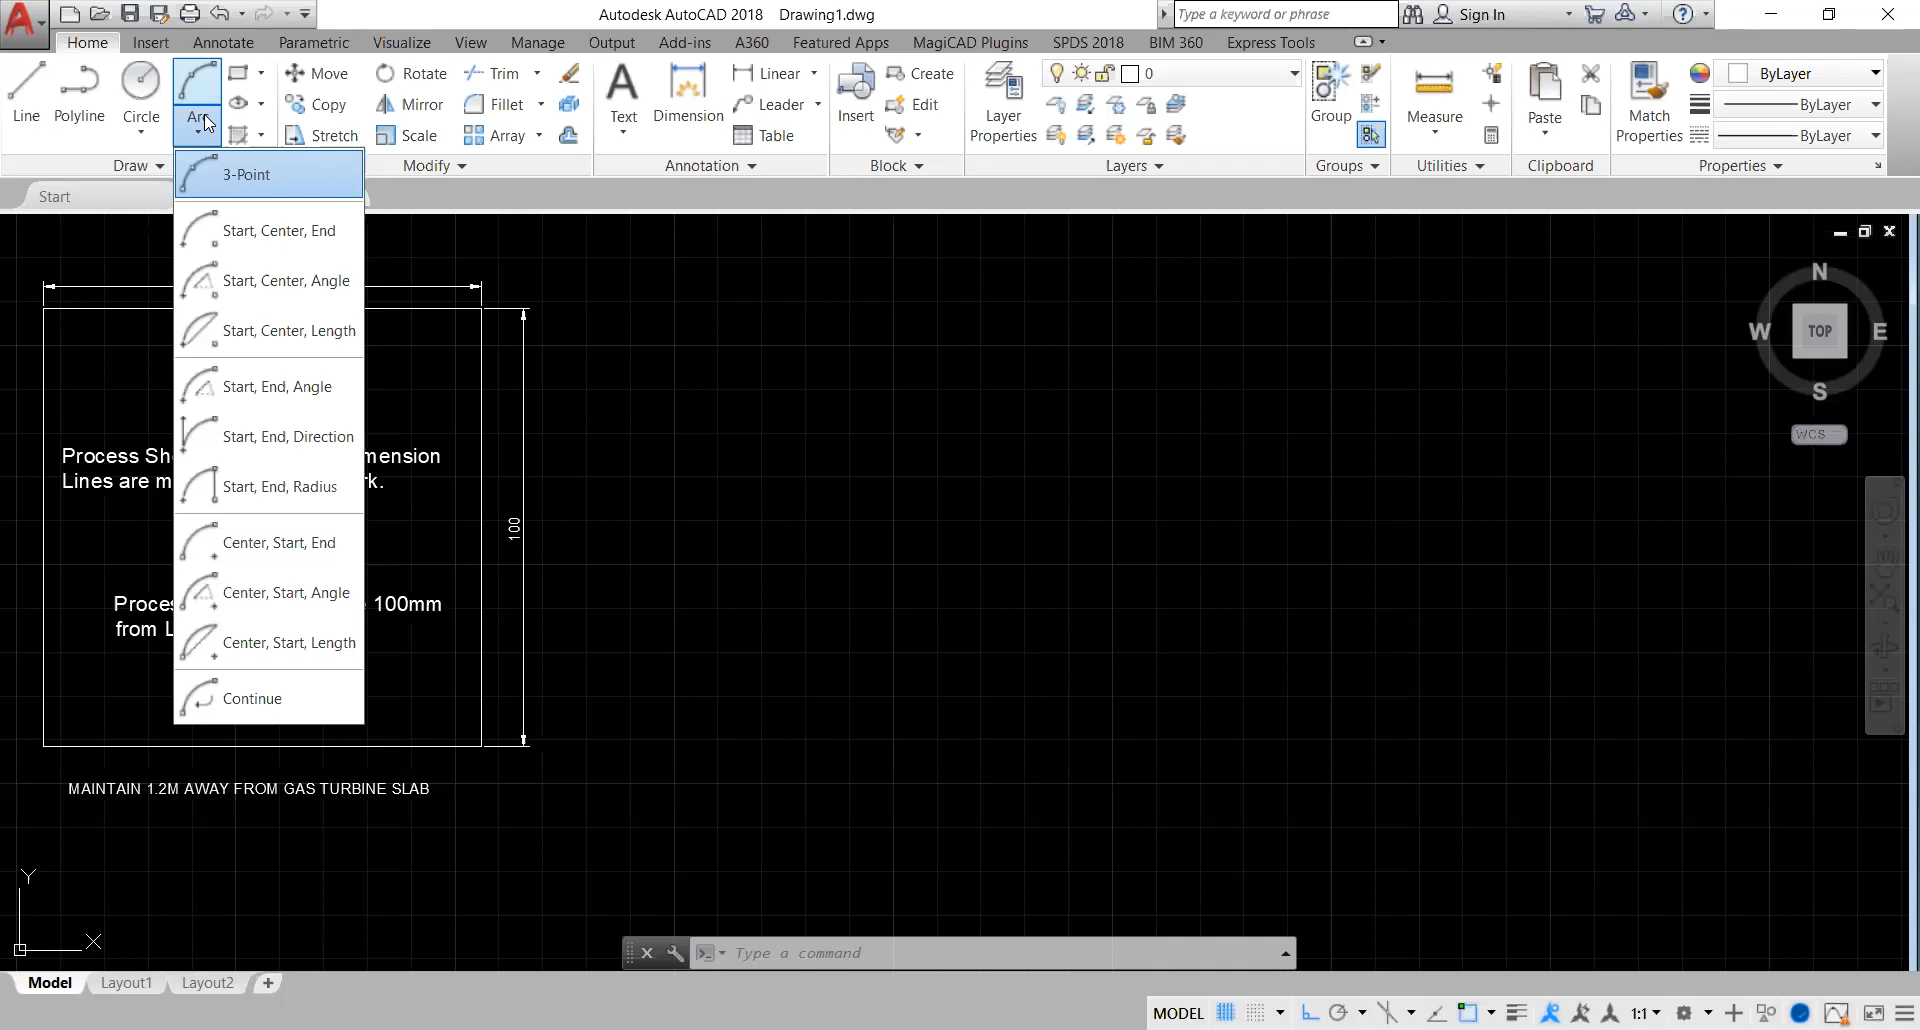 Autodesk AutoCAD 2018 Drawing1.dwg
Type a keyword or phrase
Sign In
Home Insert Annotate Parametric Visualize View Manage Output Add-ins A360 Featured Apps MagiCAD Plugins SPDS 2018 BIM 360 Express Tools
Line
Polyline
Circle
Arc
Move
Copy
Stretch
Rotate
Mirror
Scale
Trim
Fillet
Array
Text
Dimension
Linear
Leader
Table
Insert
Create
Edit
Layer
Properties
0
Group
Measure
Paste
Match
Properties
ByLayer
ByLayer
ByLayer
Draw
Modify
Annotation
Block
Layers
Groups
Utilities
Clipboard
Properties
Start
3-Point
Start, Center, End
Start, Center, Angle
Start, Center, Length
Start, End, Angle
Start, End, Direction
Start, End, Radius
Center, Start, End
Center, Start, Angle
Center, Start, Length
Continue
Process
mension
Lines are
100
Proces
100mm
from
MAINTAIN 1.2M AWAY FROM GAS TURBINE SLAB
N
W
TOP
E
S
WCS
Y
X
Type a command
Model Layout1 Layout2
MODEL
1:1